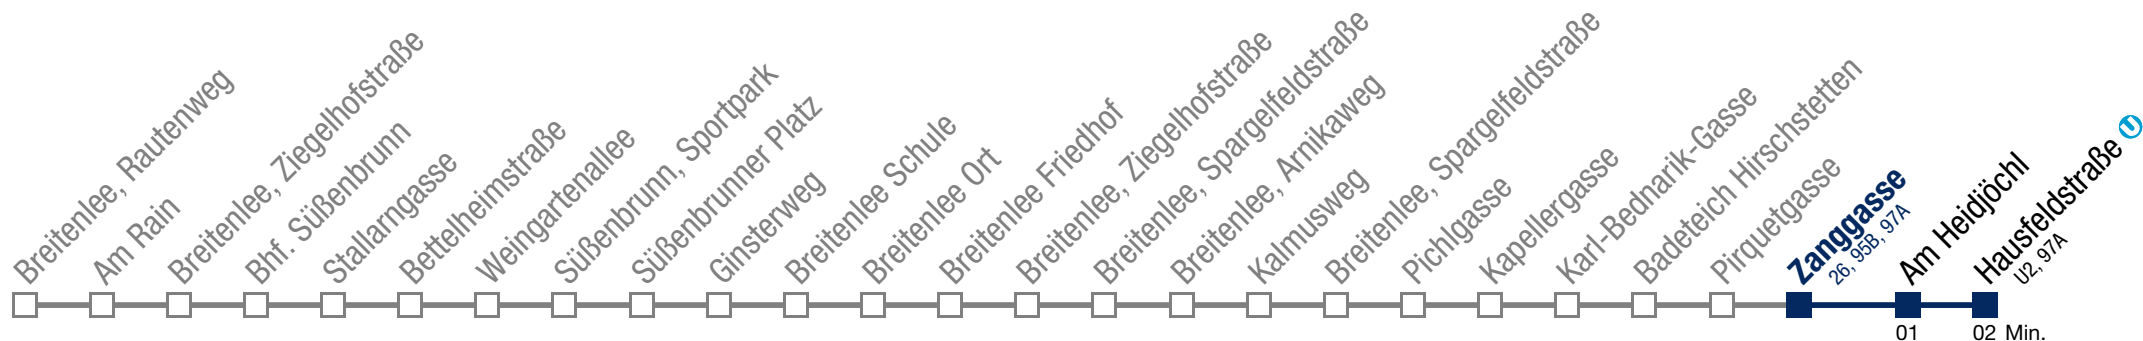 Breitenlee, Rautenweg
Am Rain
Breitenlee, Ziegelhofstraße
Bhf. Süßenbrunn
Stallarngasse
Bettelheimstraße
Weingartenallee
Süßenbrunn, Sportpark
Süßenbrunner Platz
Ginsterweg
Breitenlee Schule
Breitenlee Ort
Breitenlee Friedhof
Breitenlee, Ziegelhofstraße
Breitenlee, Spargelfeldstraße
Breitenlee, Arnikaweg
Kalmusweg
Breitenlee, Spargelfeldstraße
Pichlgasse
Kapellergasse
Karl-Bednarik-Gasse
Badeteich Hirschstetten
Pirquetgasse
Zanggasse
26, 95B, 97A
Am Heidjöchl
Hausfeldstraße U
U2, 97A
01
02 Min.